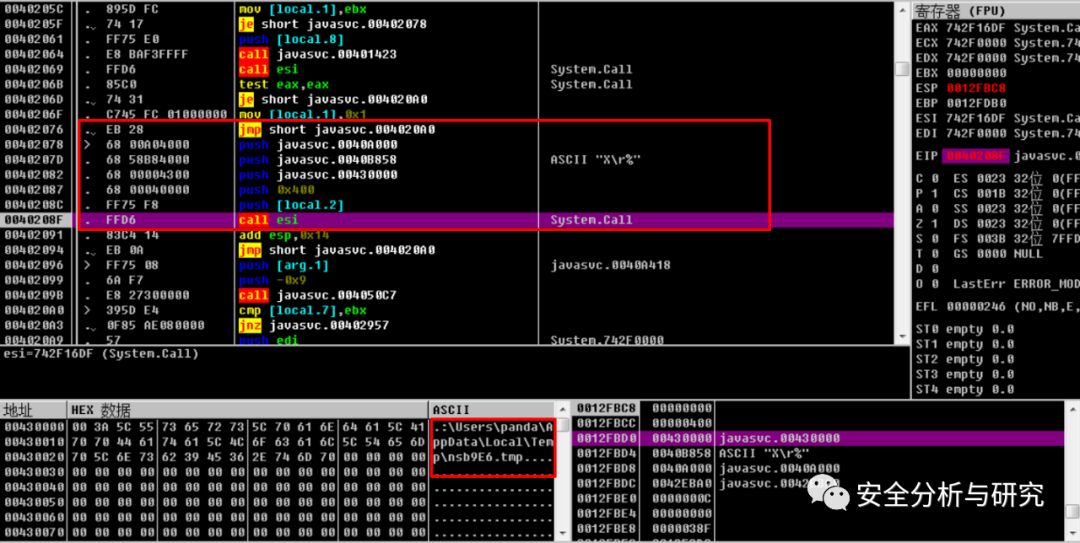 0040205C . 895D FC mov [local.1],ebx
0040205F .. 74 17 je short javasvc.00402078
00402061 . FF75 E0 push [local.8]
00402064 . E8 BAF3FFFF call javasvc.00401423
00402069 . FFD6 call esi System.Call
0040206B . 85C0 test eax,eax System.Call
0040206D .. 74 31 je short javasvc.004020A0
0040206F . C745 FC 01000000 mov [local.1],0x1
00402076 .. EB 28 jmp short javasvc.004020A0
00402078 > 68 00A04000 push javasvc.0040A000
0040207D . 68 58B84000 push javasvc.0040B858 ASCII "X\r%"
00402082 . 68 00004300 push javasvc.00430000
00402087 . 68 00040000 push 0x400
0040208C . FF75 F8 push [local.2]
0040208F . FFD6 call esi System.Call
00402091 . 83C4 14 add esp,0x14
00402094 .. EB 0A jmp short javasvc.004020A0
00402096 > FF75 08 push [arg.1] javasvc.0040A418
00402099 . 6A F7 push -0x9
0040209B . E8 27300000 call javasvc.004050C7
004020A0 > 395D E4 cmp [local.7],ebx
004020A3 .. 0F85 AE080000 jnz javasvc.00402957
004020A9 . 57 push edi System.742F0000
esi=742F16DF (System.Call)
寄存器 (FPU)
EAX 742F16DF System.Ca
ECX 742F0000 System.74
EDX 742F0000 System.74
EBX 00000000
ESP 0012FBC8
EBP 0012FDB0
ESI 742F16DF System.Ca
EDI 742F0000 System.74
EIP 0040208F javasvc.0
C 0 ES 0023 32位 0(FF
P 1 CS 001B 32位 0(FF
A 0 SS 0023 32位 0(FF
Z 1 DS 0023 32位 0(FF
S 0 FS 003B 32位 7FFD
T 0 GS 0000 NULL
D 0
O 0 LastErr ERROR_MOD
EFL 00000246 (NO,NB,E,
ST0 empty 0.0
ST1 empty 0.0
ST2 empty 0.0
ST3 empty 0.0
ST4 empty 0.0
地址 HEX 数据 ASCII
00430000 00 3A 5C 55 73 65 72 73 5C 70 61 6E 64 61 5C 41 .:\Users\panda\A
00430010 70 70 44 61 74 61 5C 4C 6F 63 61 6C 5C 54 65 6D ppData\Local\Tem
00430020 70 5C 6E 73 62 39 45 36 2E 74 6D 70 00 00 00 00 p\nsb9E6.tmp....
00430030 00 00 00 00 00 00 00 00 00 00 00 00 00 00 00 00 ................
00430040 00 00 00 00 00 00 00 00 00 00 00 00 00 00 00 00 ................
00430050 00 00 00 00 00 00 00 00 00 00 00 00 00 00 00 00 ................
00430060 00 00 00 00 00 00 00 00 00 00 00 00 00 00 00 00 ................
00430070 00 00 00 00 00 00 00 00 00 00 00 00 00 00 00 00 ................
0012FBC8 00000000
0012FBCC 00000400
0012FBD0 00430000 javasvc.00430000
0012FBD4 0040B858 ASCII "X\r%"
0012FBD8 0040A000 javasvc.0040A000
0012FBDC 0042EBA0 javasvc.0042
0012FBE0 0000000C
0012FBE4 00000000
0012FBE8 0000038F
安全分析与研究